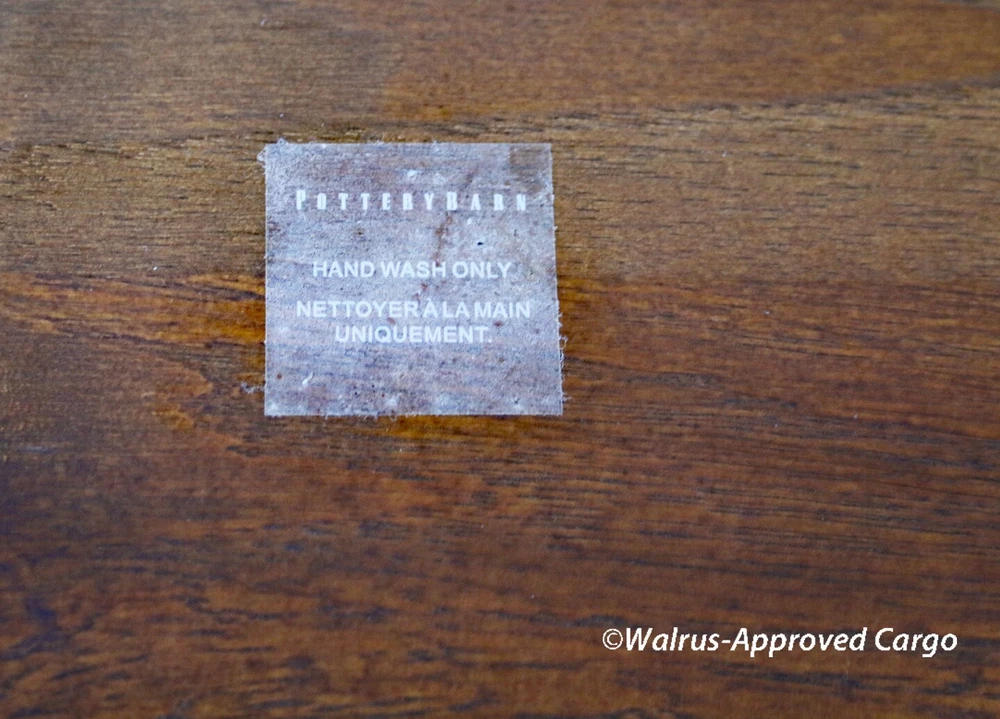 POTTERYBARN
HAND WASH ONLY
NETTOYER À LA MAIN
UNIQUEMENT.
©Walrus-Approved Cargo